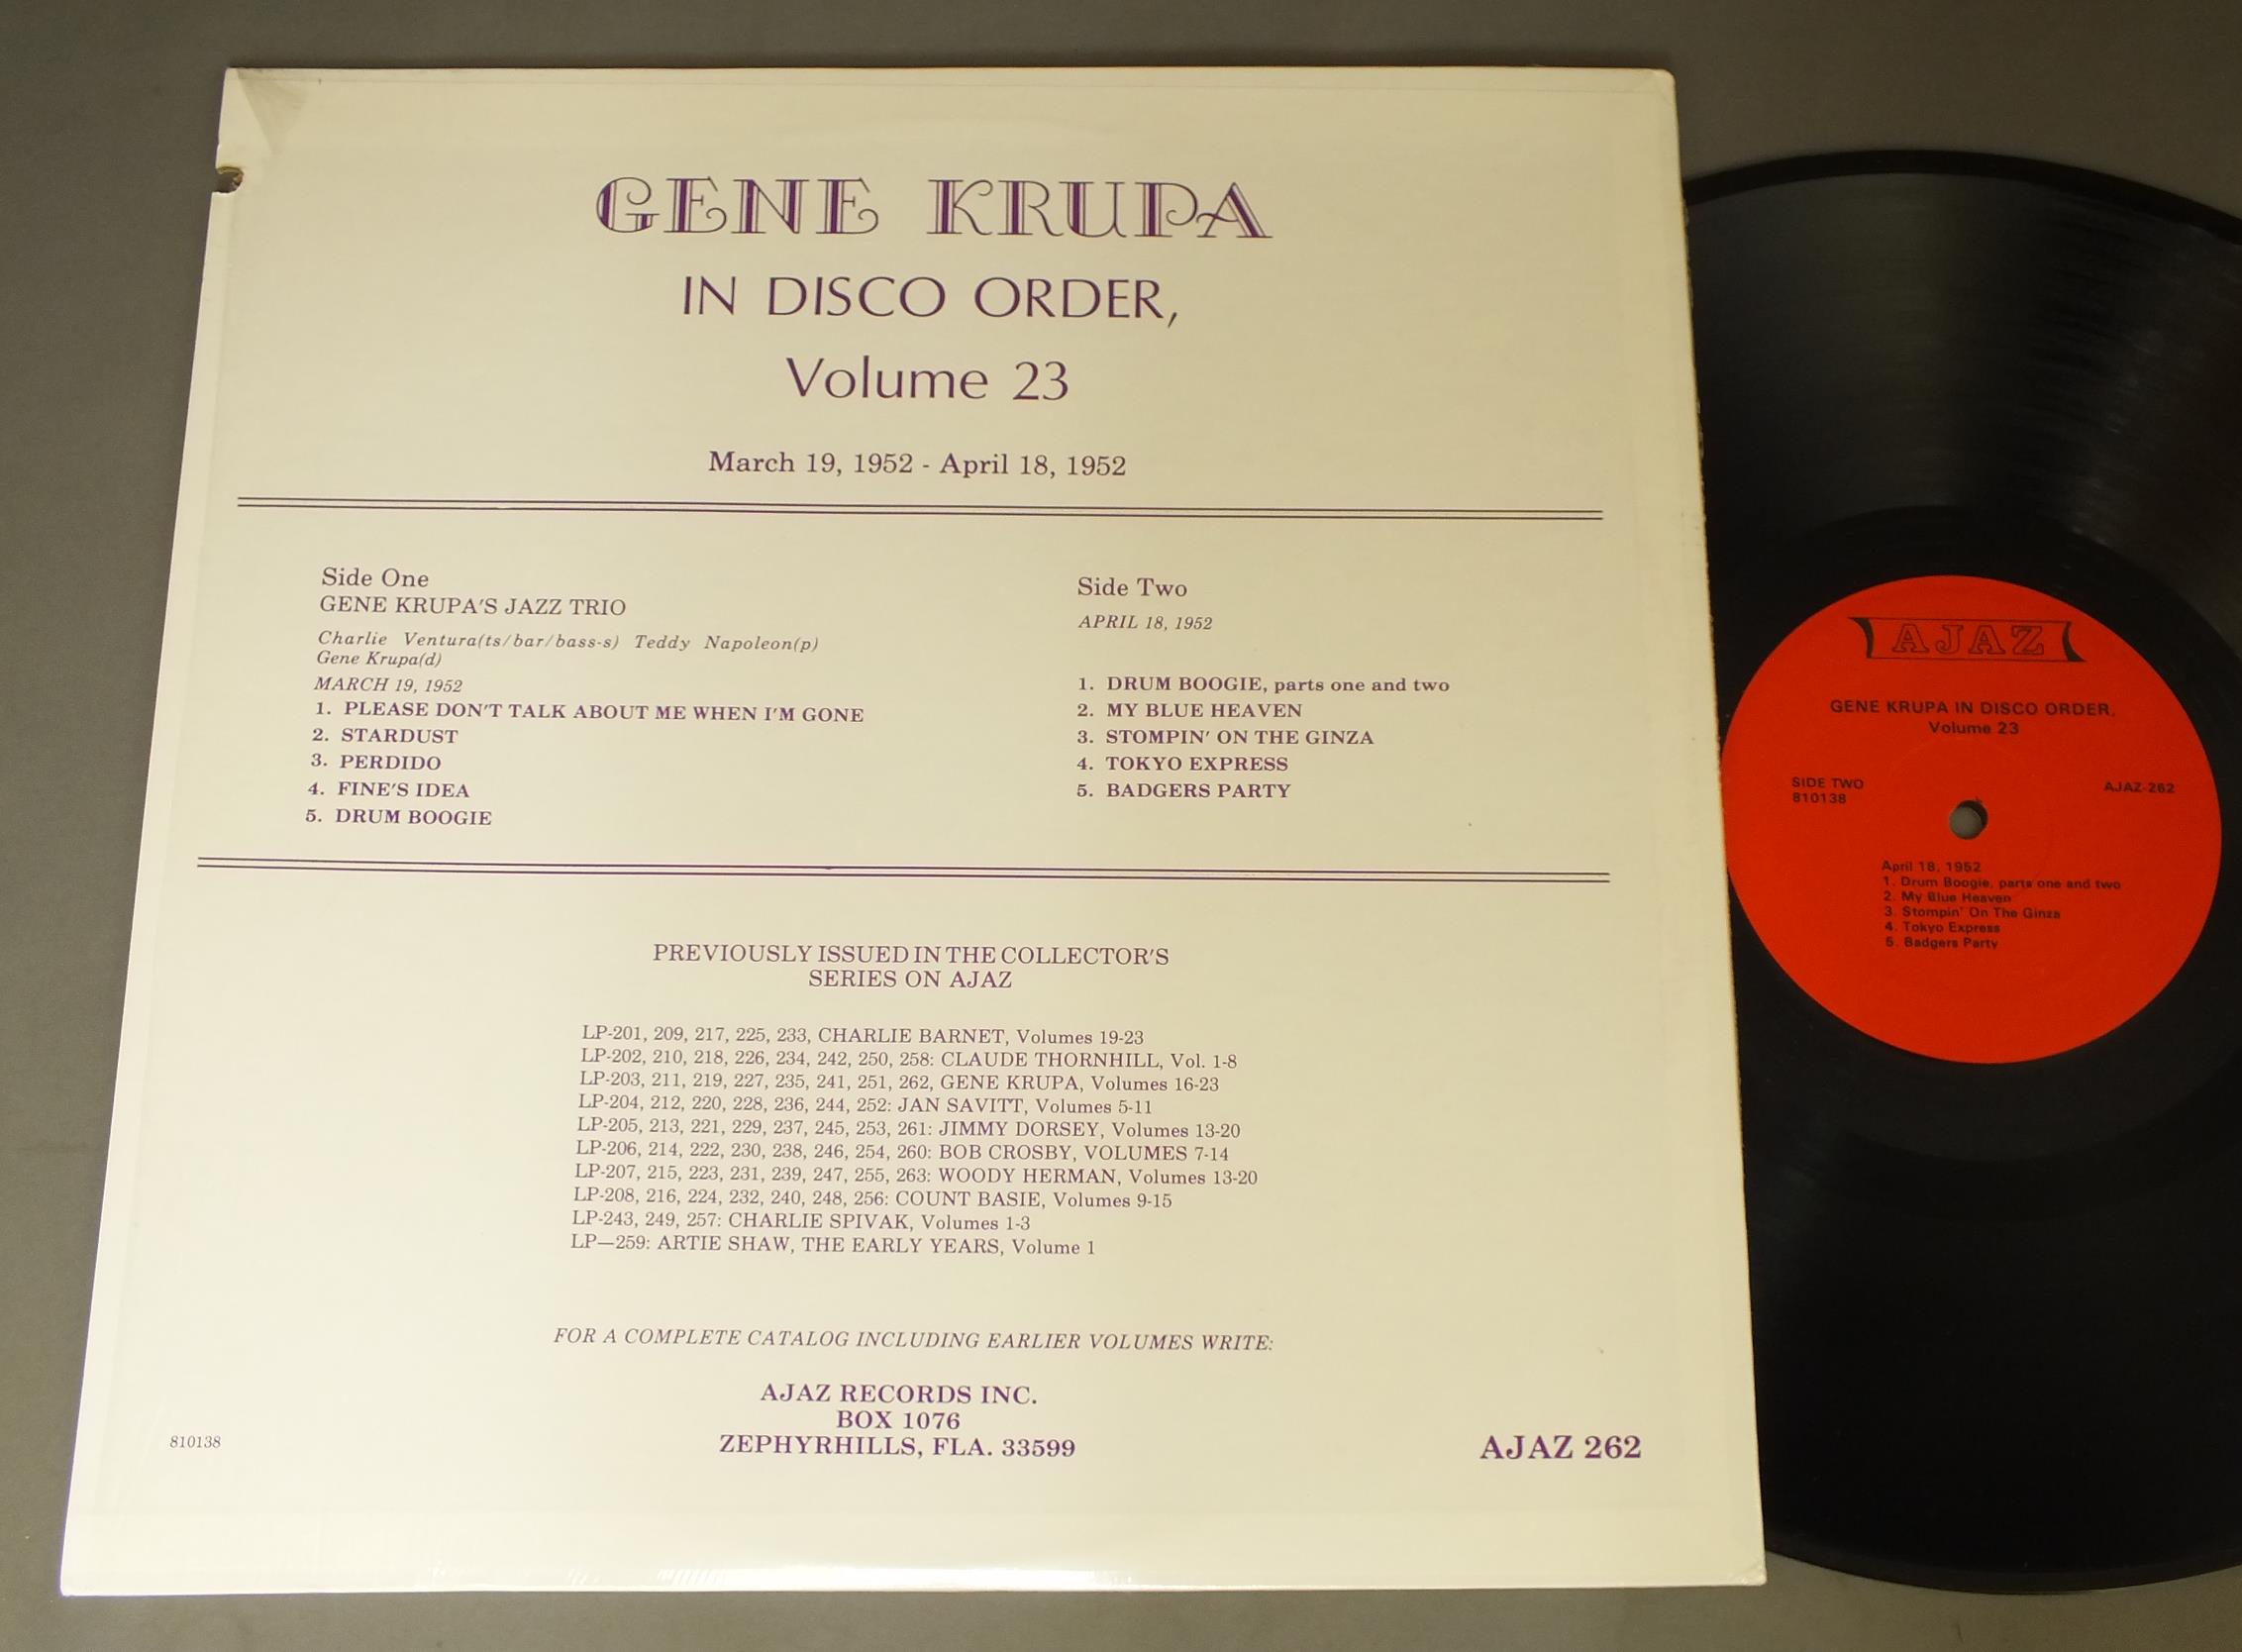 GENE KRUPA
IN DISCO ORDER,
Volume 23
March 19, 1952 - April 18, 1952
Side One
GENE KRUPA'S JAZZ TRIO
Charlie Ventura(ts/bar/bass-s) Teddy Napoleon(p)
Gene Krupa(d)
MARCH 19, 1952
1. PLEASE DON'T TALK ABOUT ME WHEN I'M GONE
2. STARDUST
3. PERDIDO
4. FINE'S IDEA
5. DRUM BOOGIE
Side Two
APRIL 18, 1952
1. DRUM BOOGIE, parts one and two
2. MY BLUE HEAVEN
3. STOMPIN' ON THE GINZA
4. TOKYO EXPRESS
5. BADGERS PARTY
PREVIOUSLY ISSUED IN THE COLLECTOR'S
SERIES ON AJAZ
LP-201, 209, 217, 225, 233, CHARLIE BARNET, Volumes 19-23
LP-202, 210, 218, 226, 234, 242, 250, 258: CLAUDE THORNHILL, Vol. 1-8
LP-203, 211, 219, 227, 235, 241, 251, 262, GENE KRUPA, Volumes 16-23
LP-204, 212, 220, 228, 236, 244, 252: JAN SAVITT, Volumes 5-11
LP-205, 213, 221, 229, 237, 245, 253, 261: JIMMY DORSEY, Volumes 13-20
LP-206, 214, 222, 230, 238, 246, 254, 260: BOB CROSBY, VOLUMES 7-14
LP-207, 215, 223, 231, 239, 247, 255, 263: WOODY HERMAN, Volumes 13-20
LP-208, 216, 224, 232, 240, 248, 256: COUNT BASIE, Volumes 9-15
LP-243, 249, 257: CHARLIE SPIVAK, Volumes 1-3
LP—259: ARTIE SHAW, THE EARLY YEARS, Volume 1
FOR A COMPLETE CATALOG INCLUDING EARLIER VOLUMES WRITE:
AJAZ RECORDS INC.
BOX 1076
ZEPHYRHILLS, FLA. 33599
810138
AJAZ 262
AJAZ
GENE KRUPA IN DISCO ORDER,
Volume 23
SIDE TWO
810138
AJAZ-262
April 18, 1952
1. Drum Boogie, parts one and two
2. My Blue Heaven
3. Stompin' On The Ginza
4. Tokyo Express
5. Badgers Party